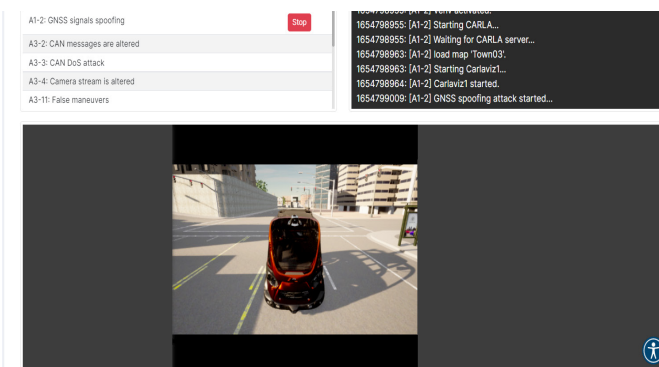 A1-2: GNSS signals spoofing
Stop
A3-2: CAN messages are altered
A3-3: CAN DoS attack
A3-4: Camera stream is altered
A3-11: False maneuvers
1654798955: [A1-2] Starting CARLA...
1654798955: [A1-2] Waiting for CARLA server...
1654798963: [A1-2] load map 'Town03'.
1654798963: [A1-2] Starting Carlaviz1...
1654798964: [A1-2] Carlaviz1 started.
1654799009: [A1-2] GNSS spoofing attack started...